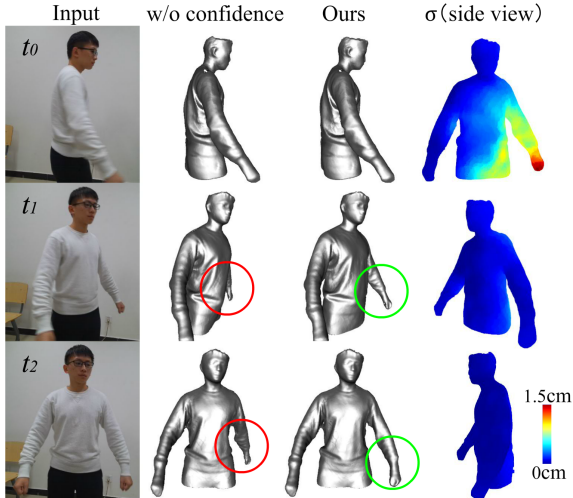 Input w/o confidence Ours σ(side view)
t0
t1
t2
1.5cm
0cm